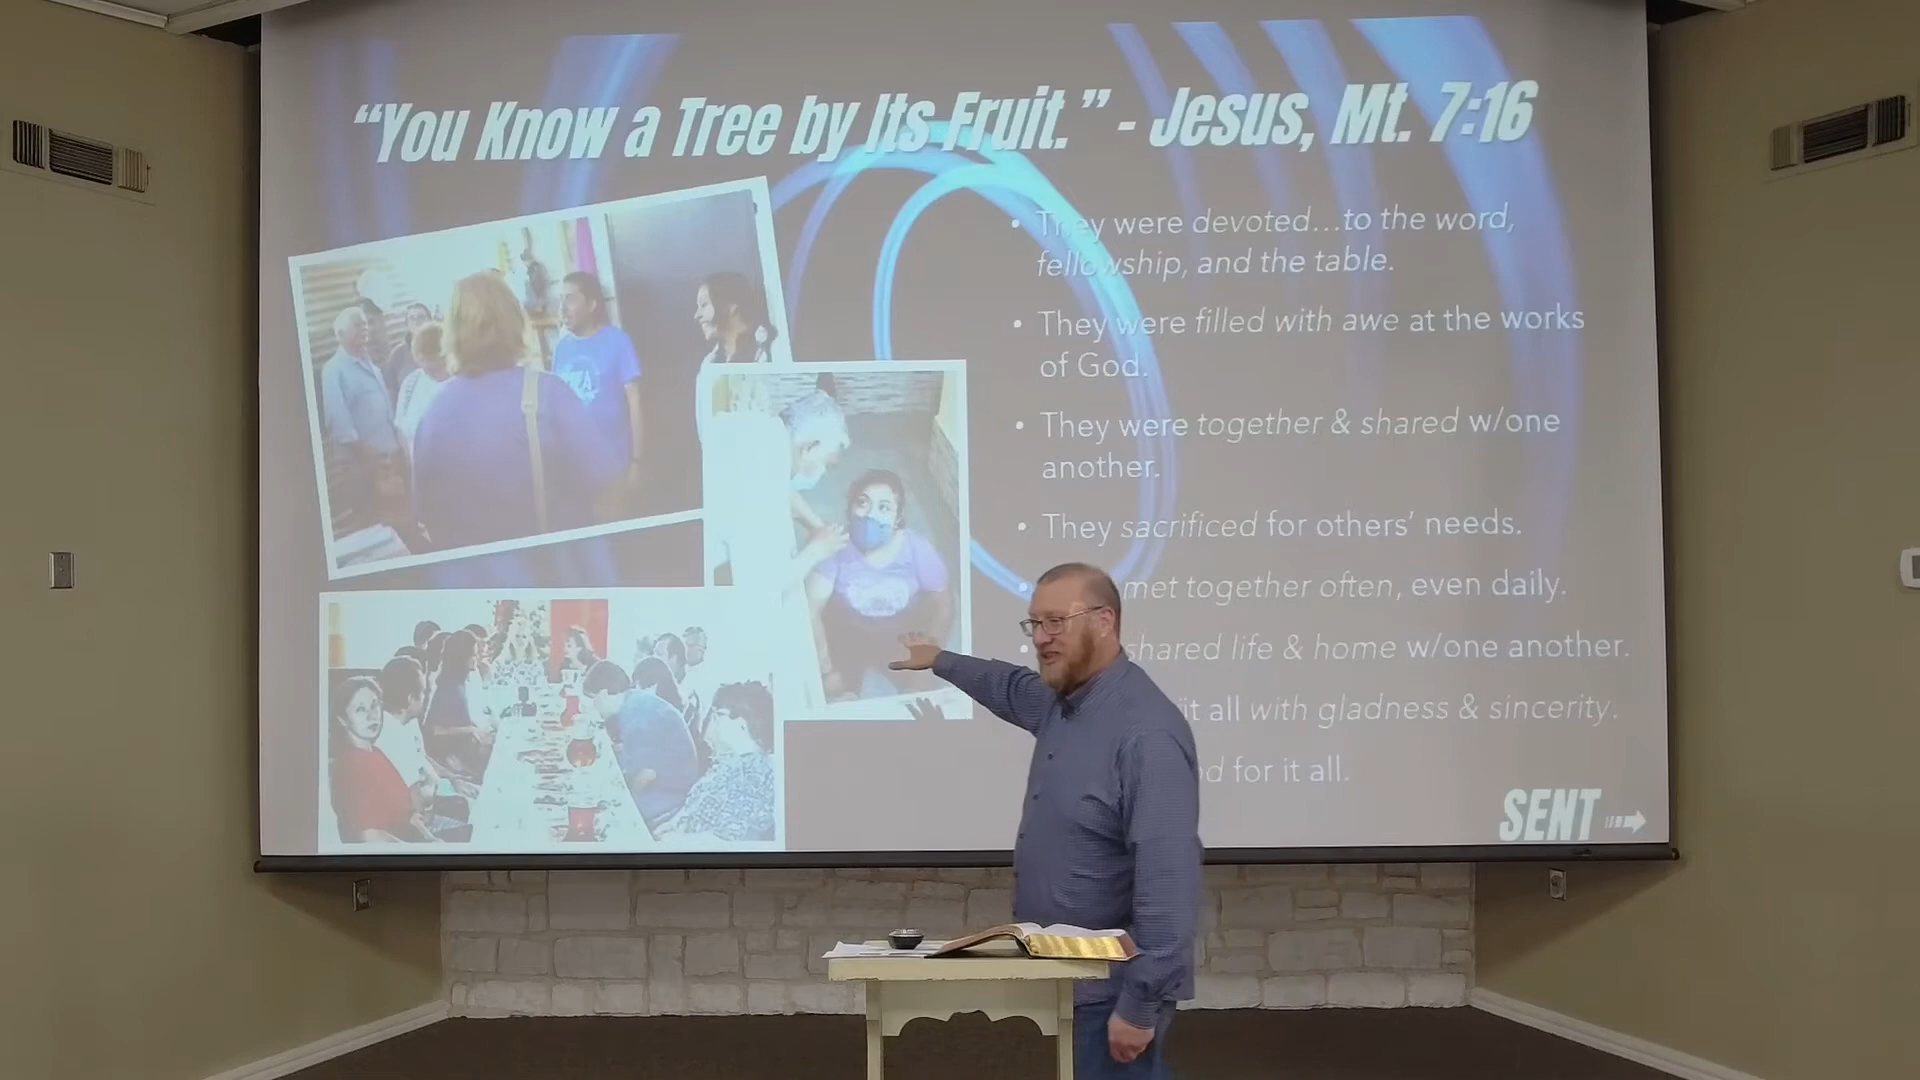 “You Know a Tree by Its Fruit.” - Jesus, Mt. 7:16
• They were devoted...to the word,
fellowship, and the table.
• They were filled with awe at the works
of God.
• They were together & shared w/one
another.
• They sacrificed for others’ needs.
• met together often, even daily.
• shared life & home w/one another.
it all with gladness & sincerity.
for it all.
SENT